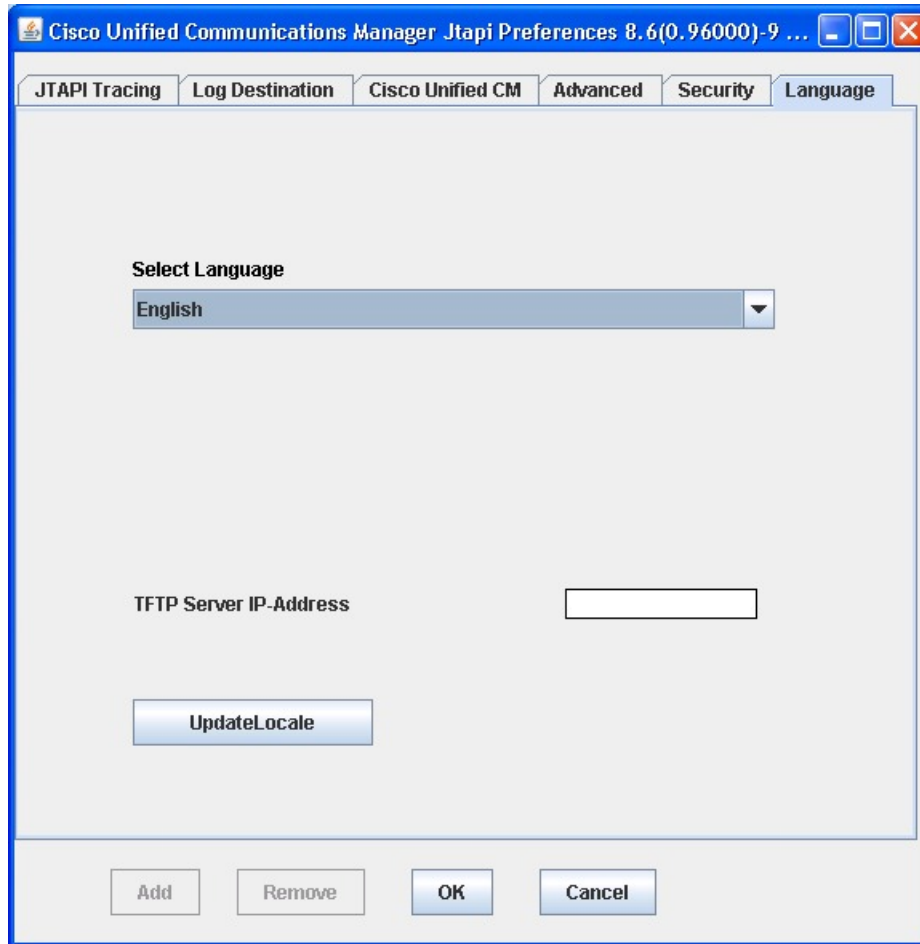 Cisco Unified Communications Manager Jtapi Preferences 8.6(0.96000)-9 ...
JTAPI Tracing Log Destination Cisco Unified CM Advanced Security Language
Select Language
English
TFTP Server IP-Address
UpdateLocale
Add Remove OK Cancel